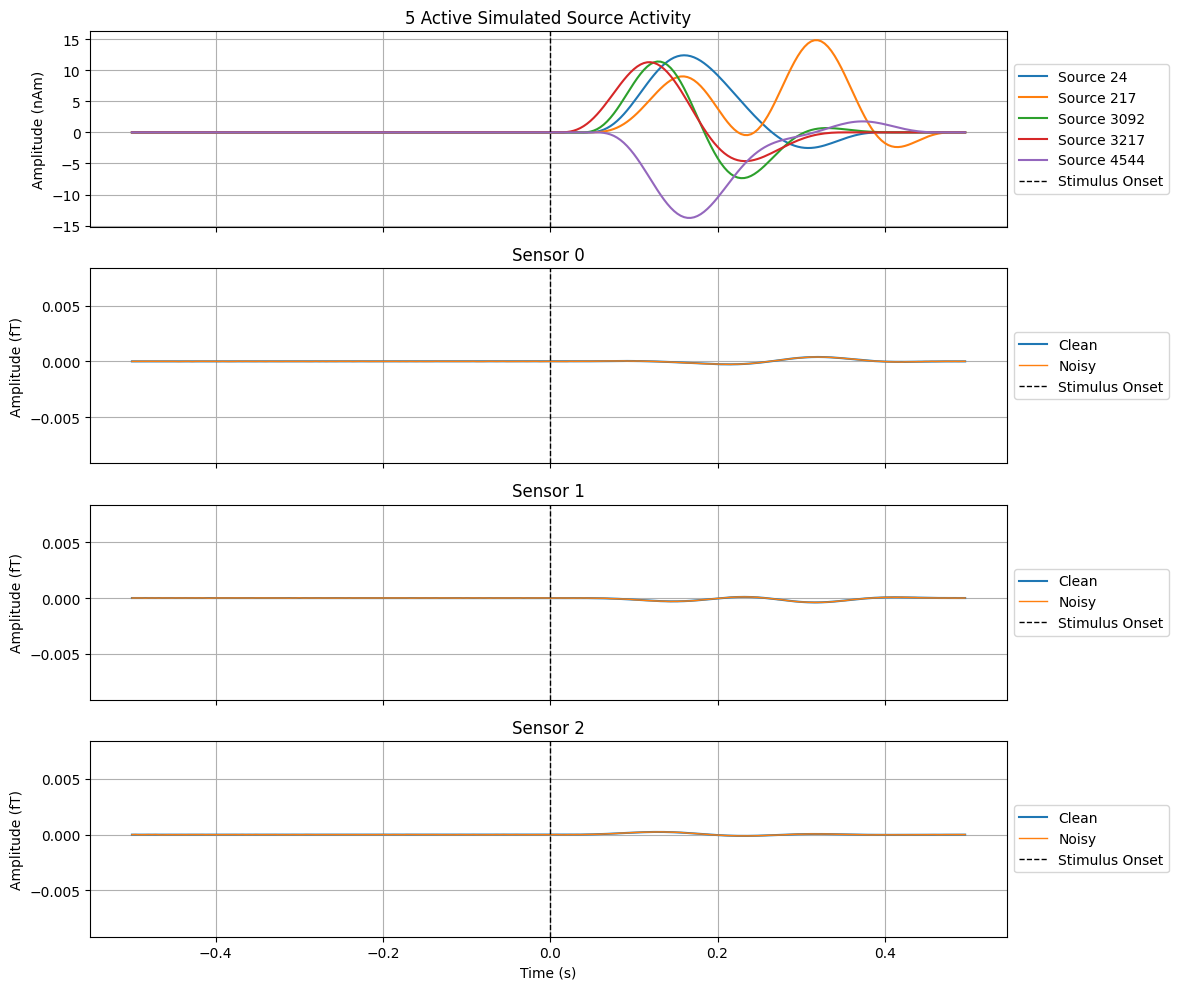 5 Active Simulated Source Activity
Amplitude (nAm)
15
10
5
0
−5
−10
−15
Source 24
Source 217
Source 3092
Source 3217
Source 4544
Stimulus Onset
Sensor 0
Amplitude (fT)
0.005
0.000
−0.005
Clean
Noisy
Stimulus Onset
Sensor 1
Amplitude (fT)
0.005
0.000
−0.005
Clean
Noisy
Stimulus Onset
Sensor 2
Amplitude (fT)
0.005
0.000
−0.005
Clean
Noisy
Stimulus Onset
−0.4 −0.2 0.0 0.2 0.4
Time (s)